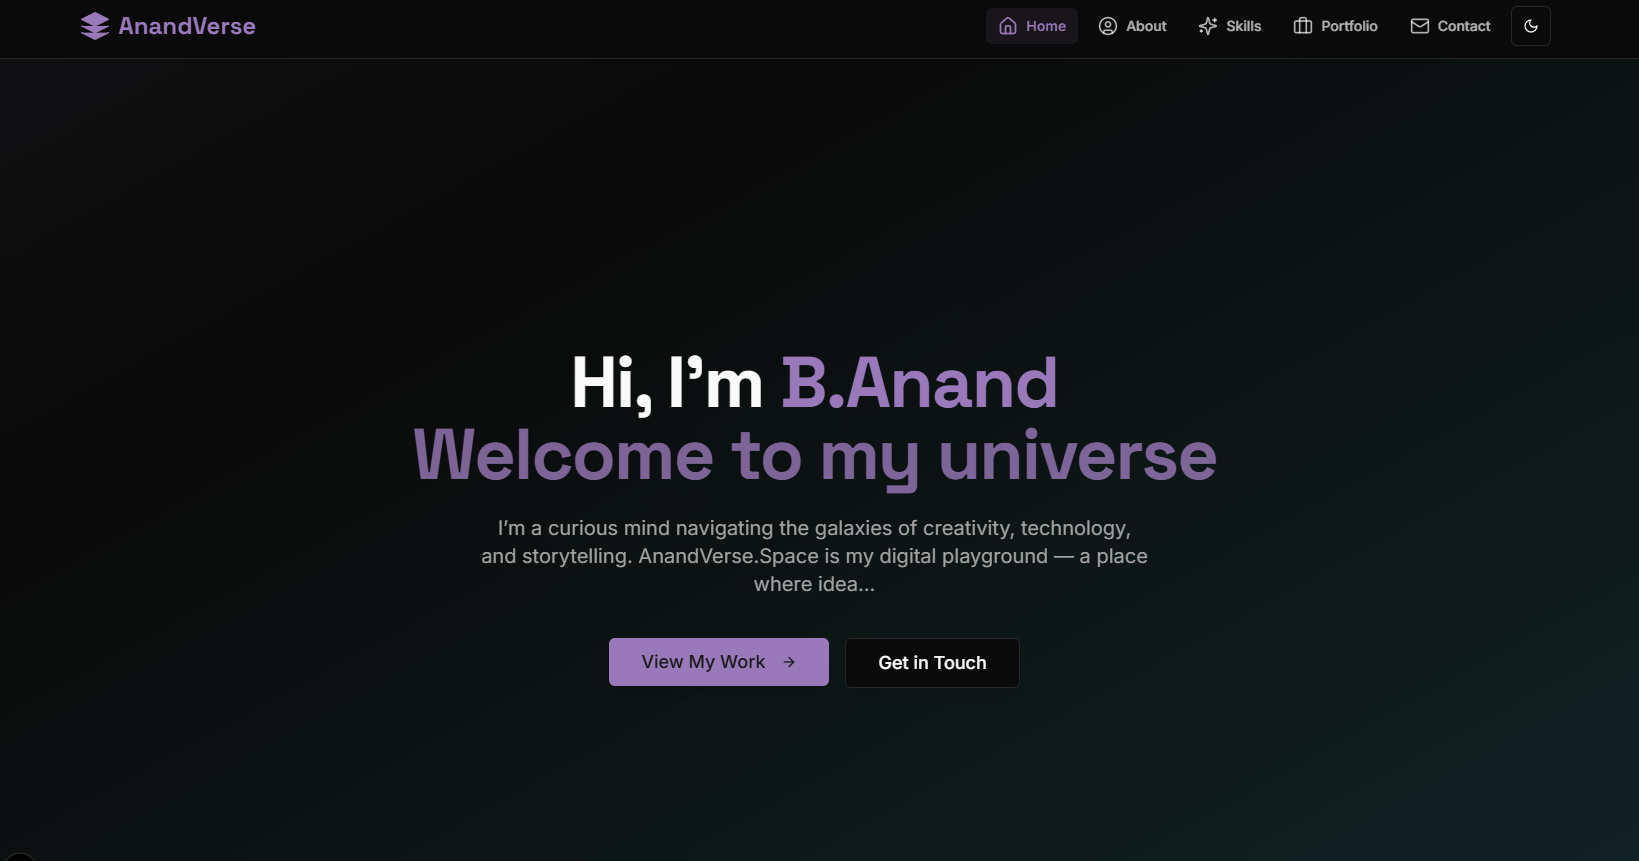 AnandVerse
Home
About
Skills
Portfolio
Contact
Hi, I’m B.Anand
Welcome to my universe
I’m a curious mind navigating the galaxies of creativity, technology,
and storytelling. AnandVerse.Space is my digital playground — a place
where idea...
View My Work
Get in Touch